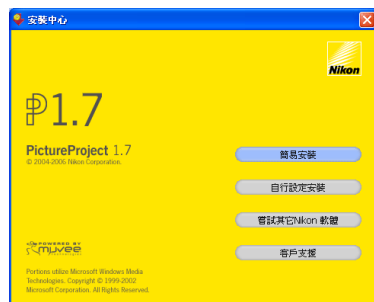 安裝中心
Nikon
P1.7
PictureProject 1.7
© 2004-2006 Nikon Corporation.
簡易安裝
自行設定安裝
嘗試其它Nikon 軟體
客戶支援
POWERED BY
muvee
Portions utilize Microsoft Windows Media
Technologies. Copyright © 1999-2002
Microsoft Corporation. All Rights Reserved.